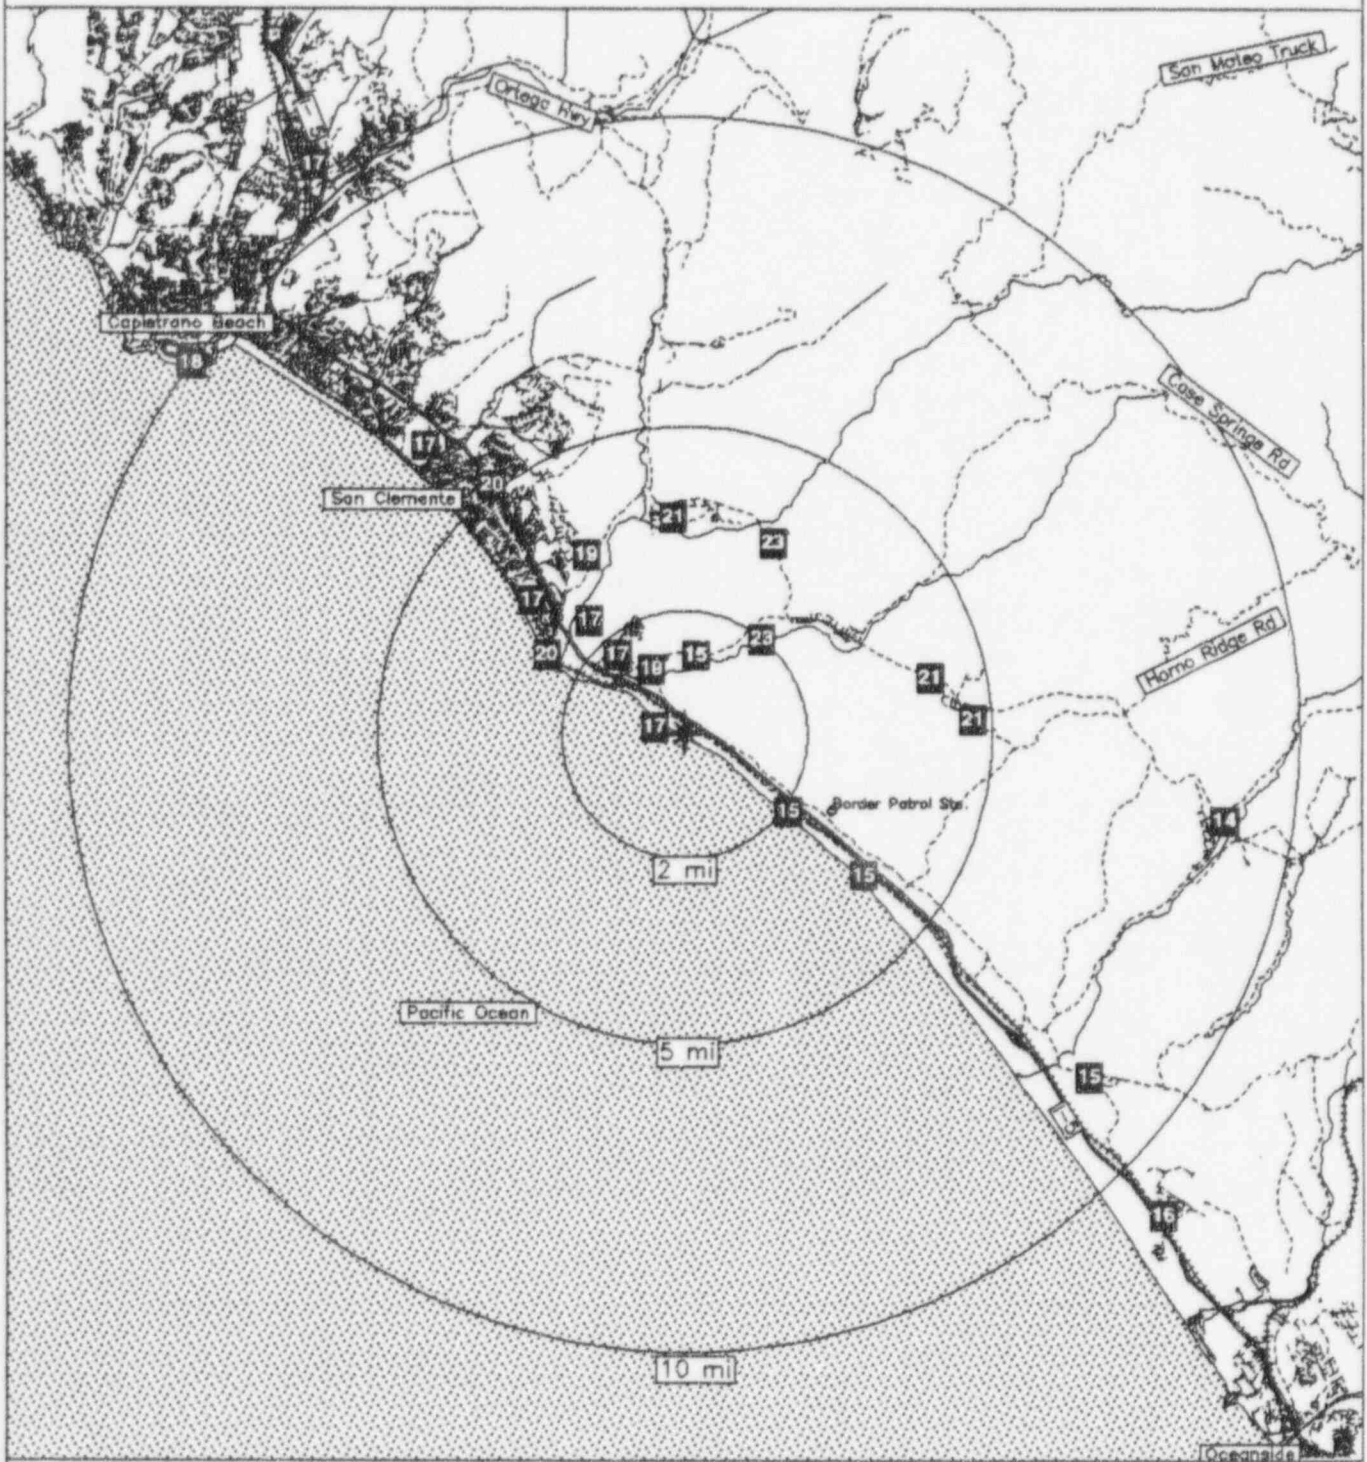 San Mateo Truck
Ortega Hwy
17
Capistrano Beach
Case Springs Rd
17
20
San Clemente
21
23
19
17
17
Horno Ridge Rd
20
17
15
23
21
21
17
15
Border Patrol Sta.
14
2 mi
15
Pacific Ocean
5 mi
15
16
10 mi
Oceanside